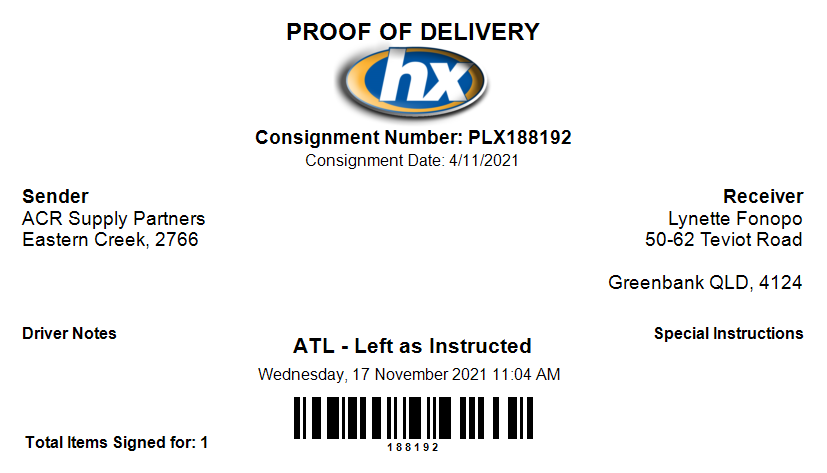 PROOF OF DELIVERY
hx
Consignment Number: PLX188192
Consignment Date: 4/11/2021
Sender
ACR Supply Partners
Eastern Creek, 2766
Receiver
Lynette Fonopo
50-62 Teviot Road
Greenbank QLD, 4124
Driver Notes
ATL - Left as Instructed
Wednesday, 17 November 2021 11:04 AM
Special Instructions
188192
Total Items Signed for: 1